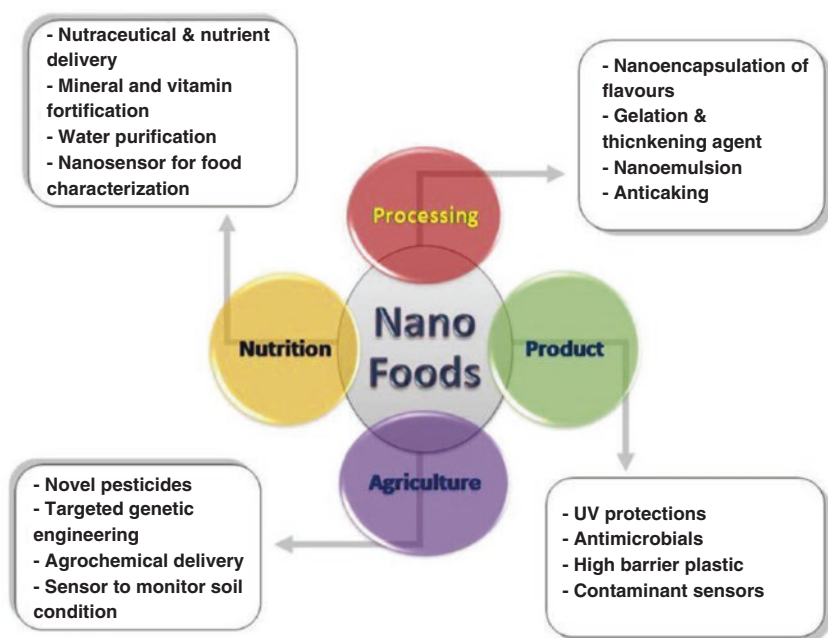 - Nutraceutical & nutrient
delivery
- Mineral and vitamin
fortification
- Water purification
- Nanosensor for food
characterization
- Nanoencapsulation of
flavours
- Gelation &
thicnkening agent
- Nanoemulsion
- Anticaking
Processing
Nutrition
Nano
Foods
Product
Agriculture
- Novel pesticides
- Targeted genetic
engineering
- Agrochemical delivery
- Sensor to monitor soil
condition
- UV protections
- Antimicrobials
- High barrier plastic
- Contaminant sensors